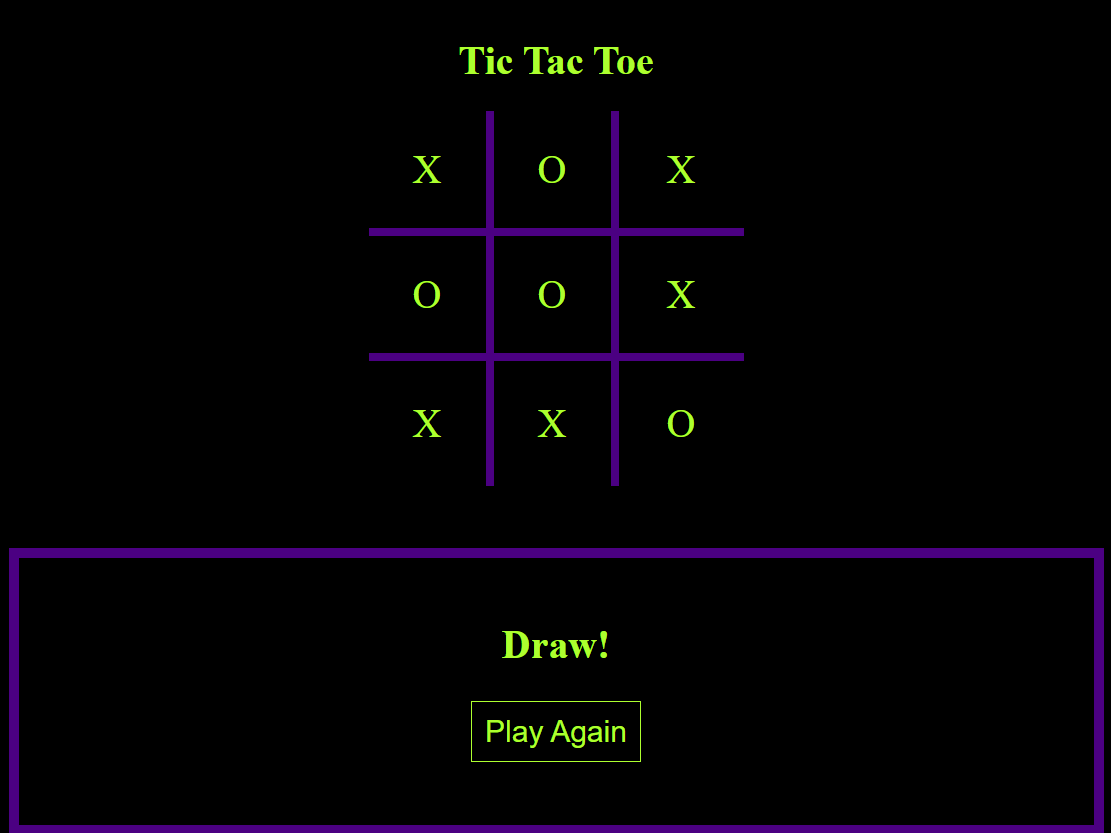 Tic Tac Toe
X O X
O O X
X X O
Draw!
Play Again